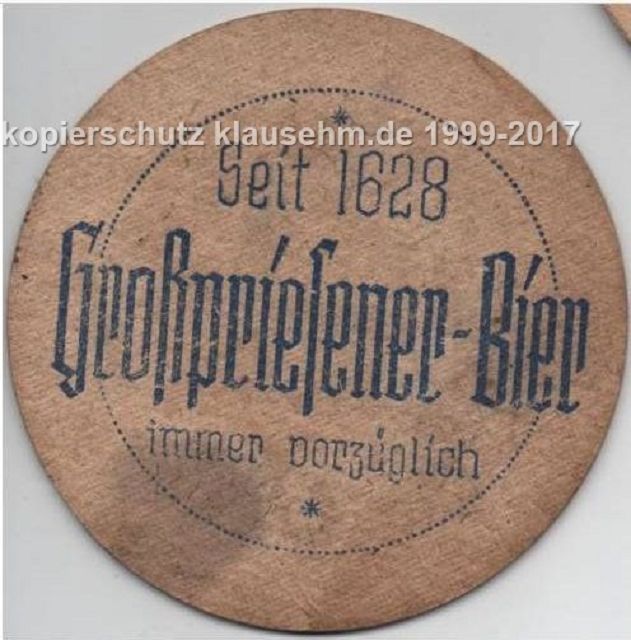 kopierschutz klausehm.de 1999-2017
Seit 1628
Großpriesener-Bier
immer vorzüglich